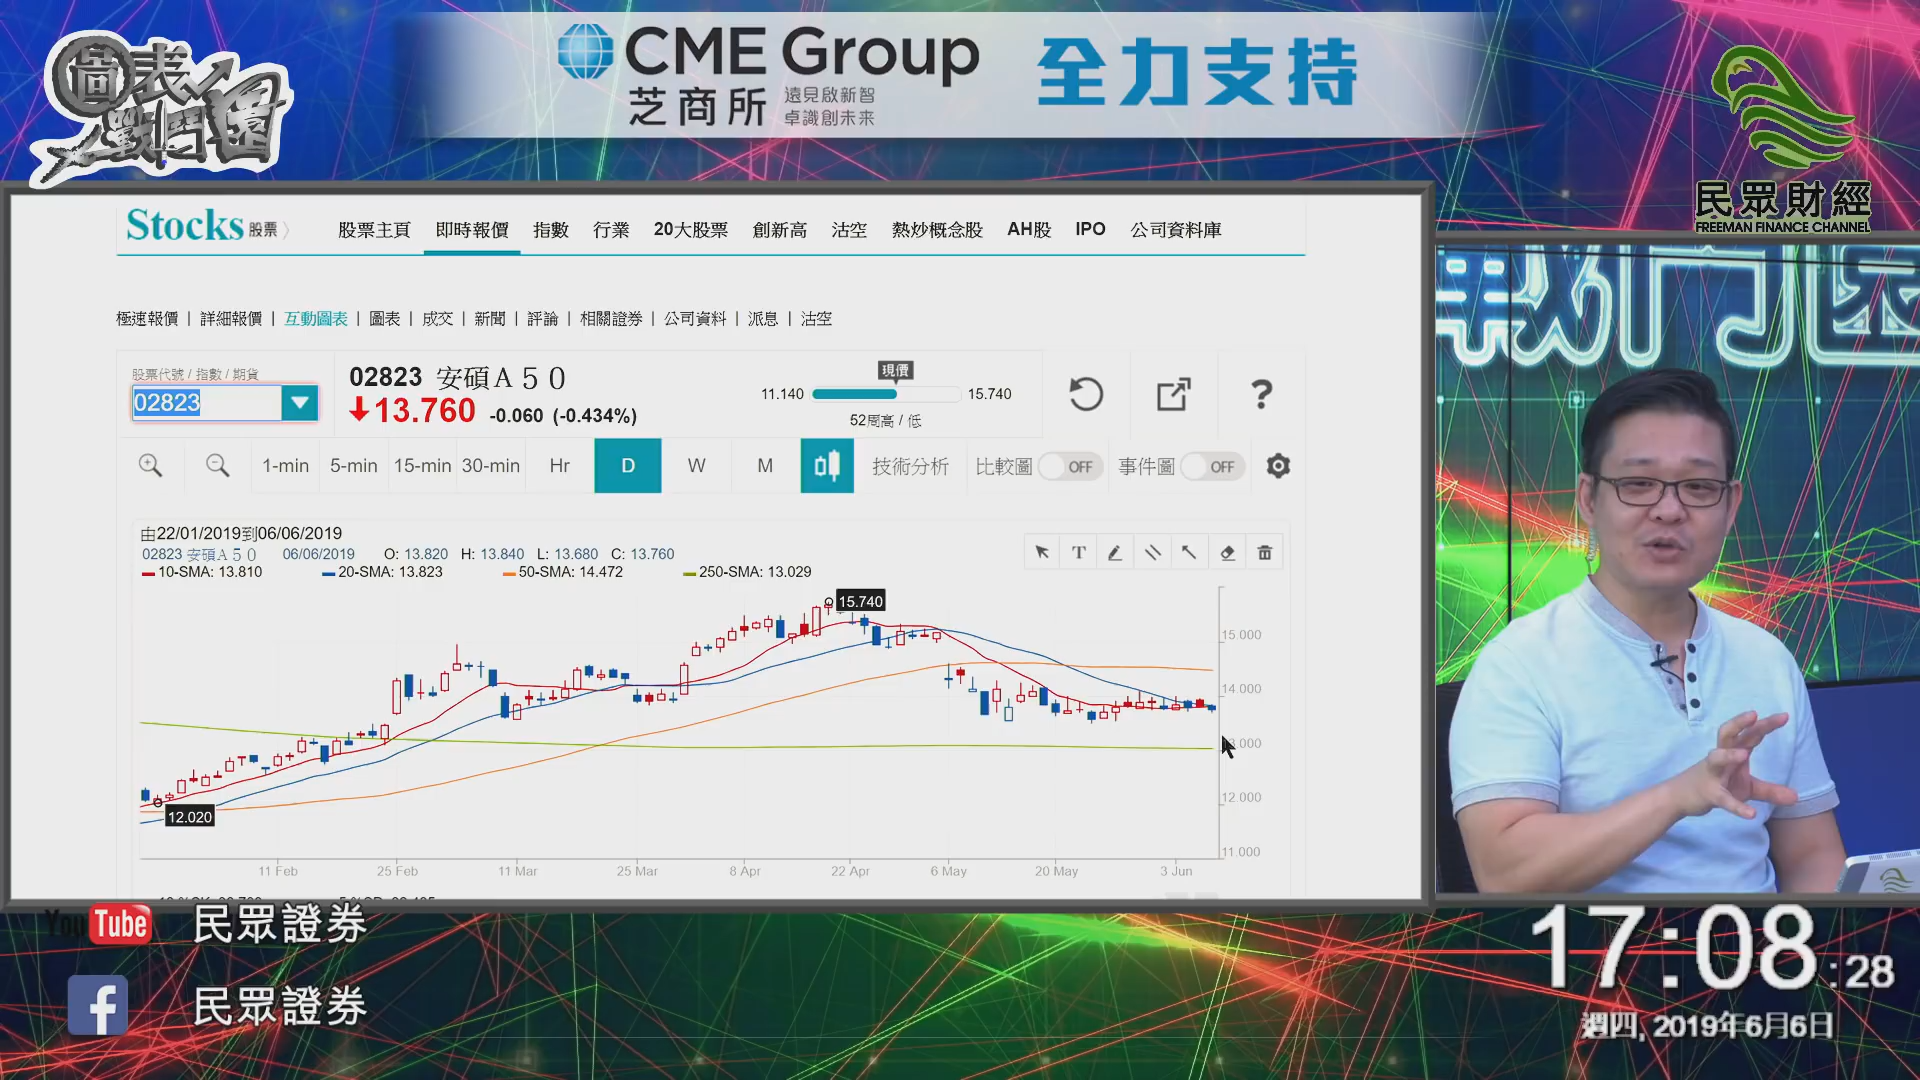 圖表戰鬥團
CME Group
芝商所
遠見啟新智
卓識創未來
全力支持
民眾財經
FREEMAN FINANCE CHANNEL
Stocks 股票
股票主頁 即時報價 指數 行業 20大股票 創新高 沽空 熱炒概念股 AH股 IPO 公司資料庫
極速報價 | 詳細報價 | 互動圖表 | 圖表 | 成交 | 新聞 | 評論 | 相關證券 | 公司資料 | 派息 | 沽空
股票代號 / 指數 / 期貨
02823
02823 安碩A50
13.760 -0.060 (-0.434%)
現價
11.140 15.740
52周高 / 低
?
1-min 5-min 15-min 30-min Hr D W M 技術分析 比較圖 OFF 事件圖 OFF
由22/01/2019到06/06/2019
02823 安碩A50 06/06/2019 O: 13.820 H: 13.840 L: 13.680 C: 13.760
10-SMA: 13.810 20-SMA: 13.823 50-SMA: 14.472 250-SMA: 13.029
T
15.740
12.020
15.000
14.000
12.000
11.000
11 Feb 25 Feb 11 Mar 25 Mar 8 Apr 22 Apr 6 May 20 May 3 Jun
YouTube 民眾證券
f 民眾證券
17:08:28
週四, 2019年6月6日